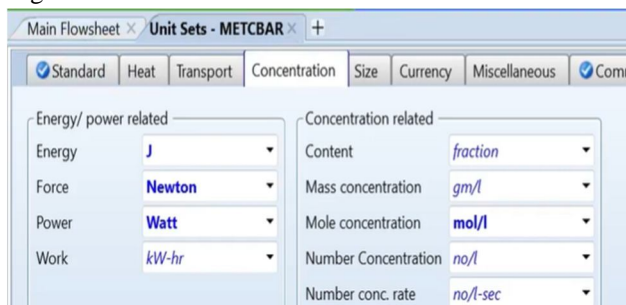 Main Flowsheet × Unit Sets - METCBAR × +
Standard Heat Transport Concentration Size Currency Miscellaneous
Energy/ power related Concentration related
Energy J Content fraction
Force Newton Mass concentration gm/l
Power Watt Mole concentration mol/l
Work kW-hr Number Concentration no/l
Number conc. rate no/l-sec